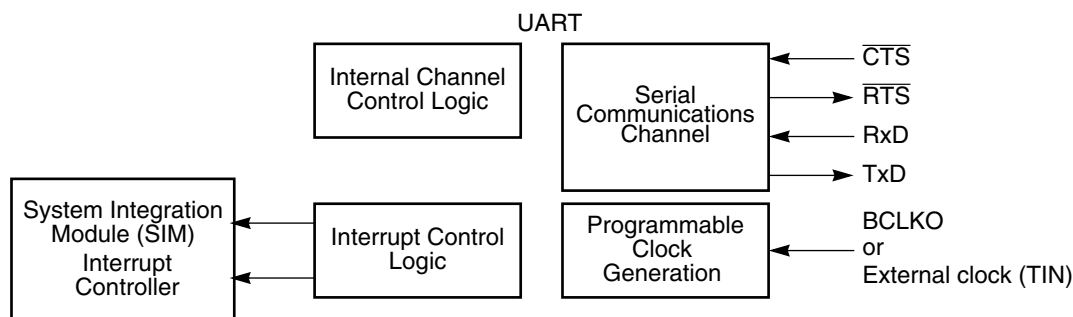 UART
Internal Channel
Control Logic
Serial
Communications
Channel
CTS
RTS
RxD
TxD
System Integration
Module (SIM)
Interrupt
Controller
Interrupt Control
Logic
Programmable
Clock
Generation
BCLKO
or
External clock (TIN)